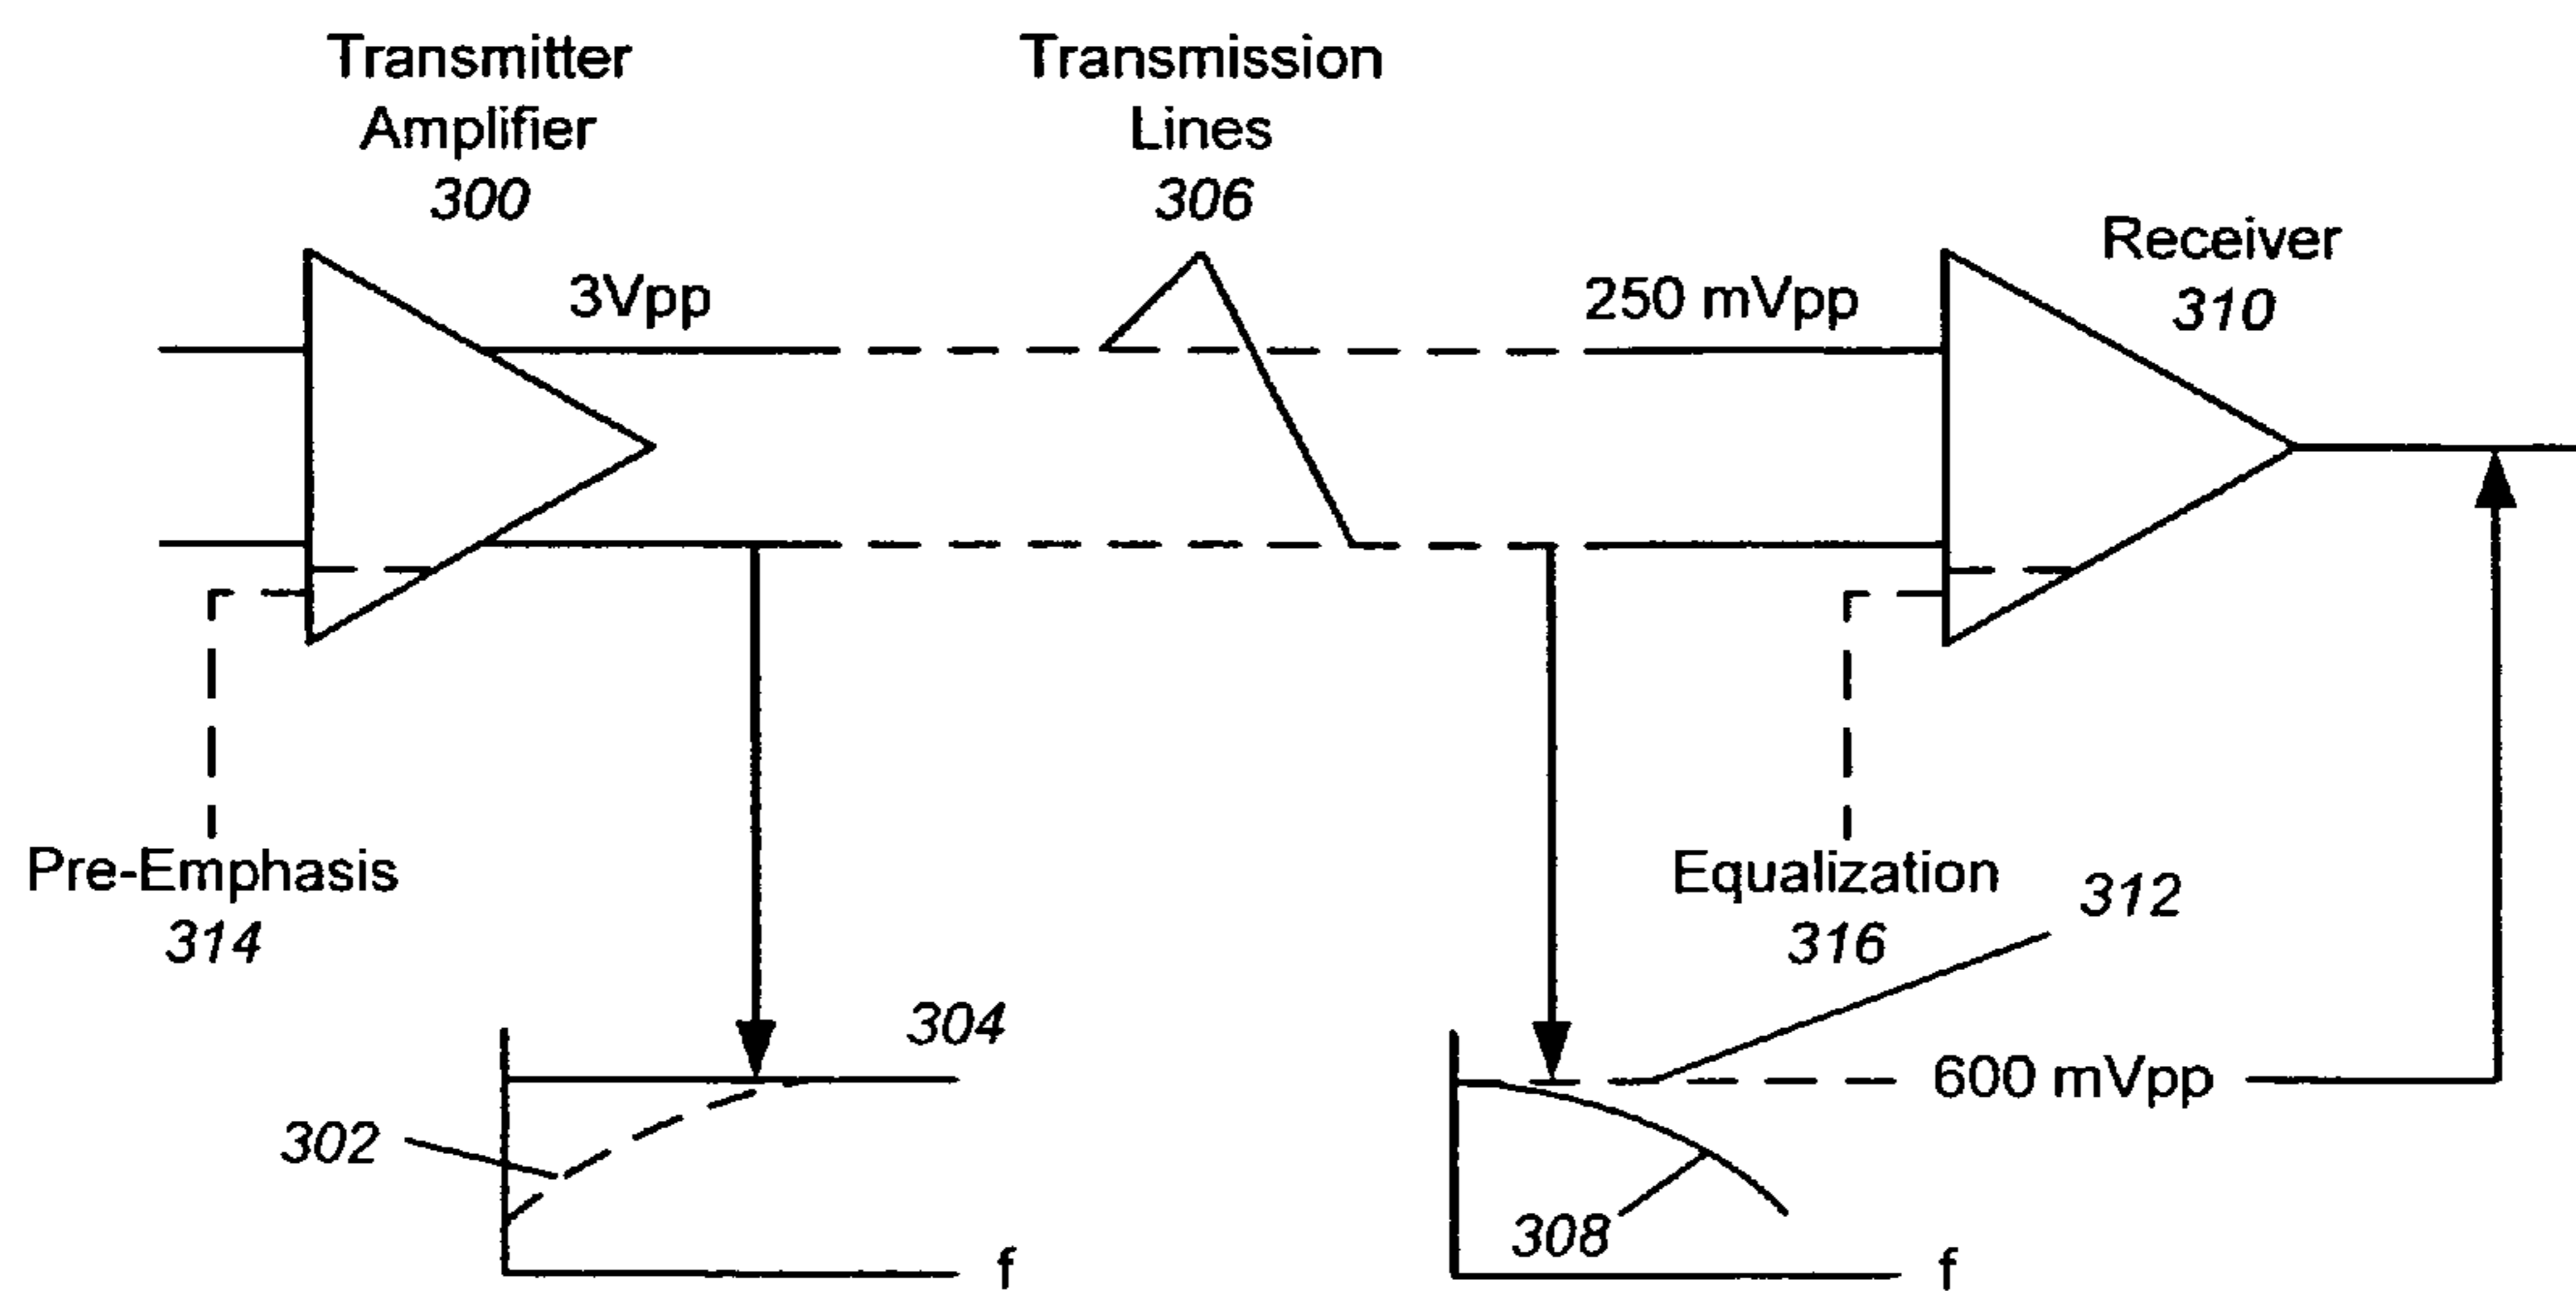 Transmitter
Amplifier
300
Transmission
Lines
306
Receiver
310
3Vpp
250 mVpp
Pre-Emphasis
314
Equalization
316
312
304
302
600 mVpp
308
f
f